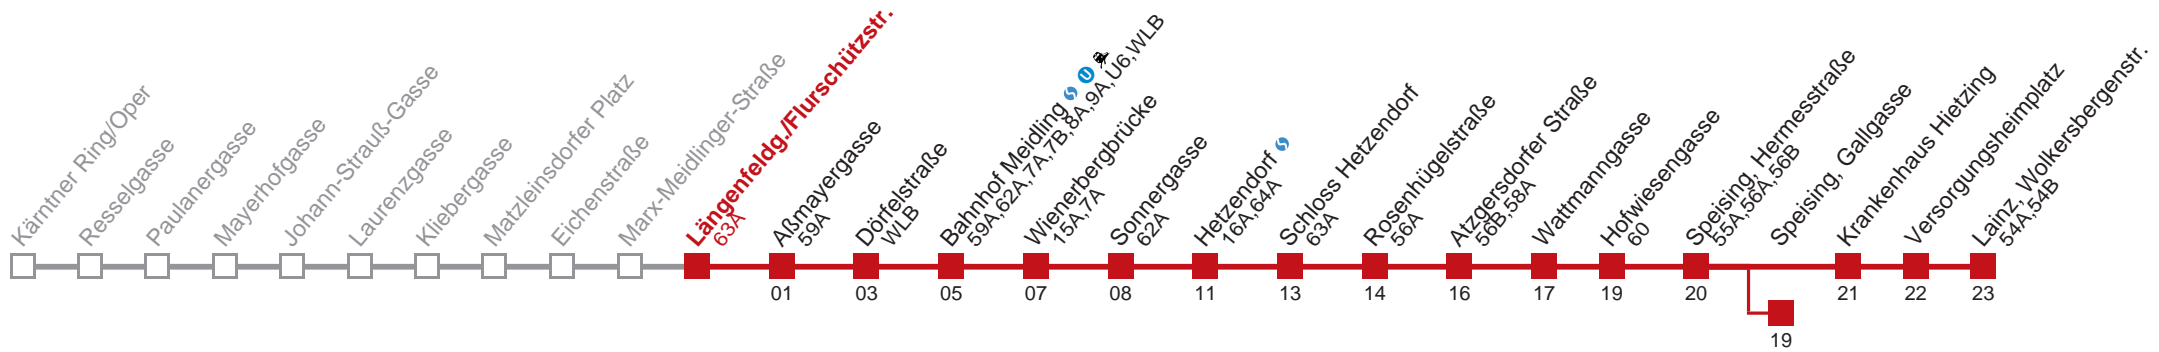 Kärntner Ring/Oper
Resselgasse
Paulanergasse
Mayerhofgasse
Johann-Strauß-Gasse
Laurenzgasse
Kliebergasse
Matzleinsdorfer Platz
Eichenstraße
Marx-Meidlinger-Straße
Längenfeldg./Flurschützstr.
63A
Aßmayergasse
59A
Dörfelstraße
WLB
Bahnhof Meidling S U
59A,62A,7A,7B,8A,9A,U6,WLB
Wienerbergbrücke
15A,7A
Sonnergasse
62A
Hetzendorf S
16A,64A
Schloss Hetzendorf
63A
Rosenhügelstraße
56A
Atzgersdorfer Straße
56B,58A
Wattmanngasse
Hofwiesengasse
60
Speising, Hermesstraße
55A,56A,56B
Speising, Gallgasse
Krankenhaus Hietzing
Versorgungsheimplatz
Lainz, Wolkersbergenstr.
54A,54B
01 03 05 07 08 11 13 14 16 17 19 20 21 22 23
19